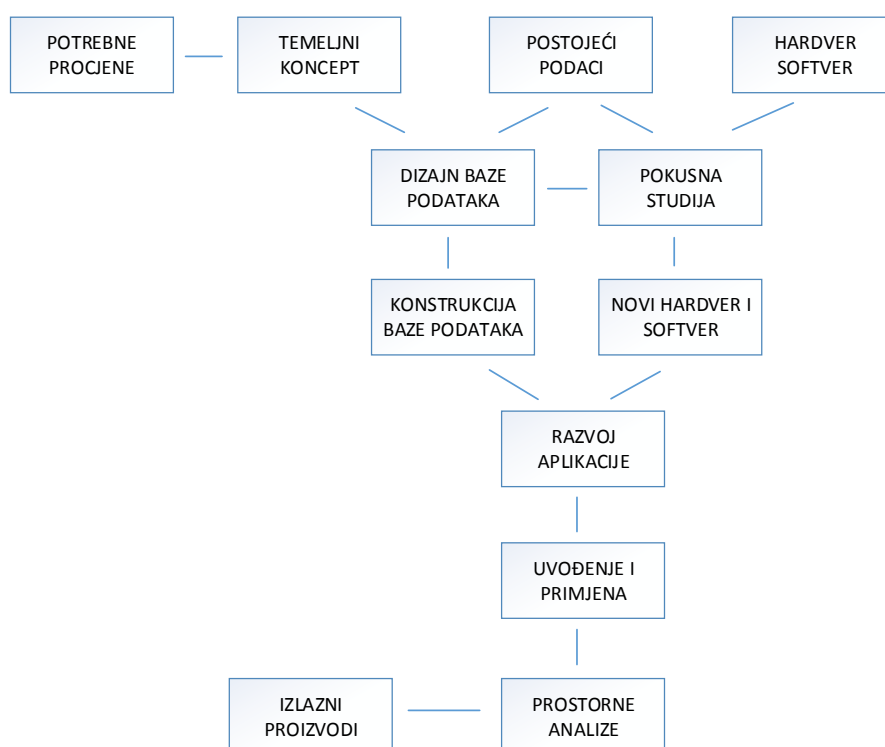 POTREBNE
PROCJENE
TEMELJNI
KONCEPT
POSTOJEĆI
PODACI
HARDVER
SOFTVER
DIZAJN BAZE
PODATAKA
POKUSNA
STUDIJA
KONSTRUKCIJA
BAZE PODATAKA
NOVI HARDVER I
SOFTVER
RAZVOJ
APLIKACIJE
UVOĐENJE I
PRIMJENA
IZLAZNI
PROIZVODI
PROSTORNE
ANALIZE